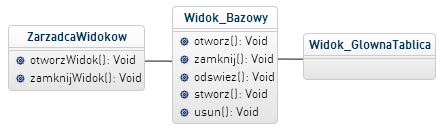 ZarzadcaWidokow
otworzWidok(): Void
zamknijWidok(): Void
Widok_Bazowy
otworz(): Void
zamknij(): Void
odswiez(): Void
stworz(): Void
usun(): Void
Widok_GlownaTablica